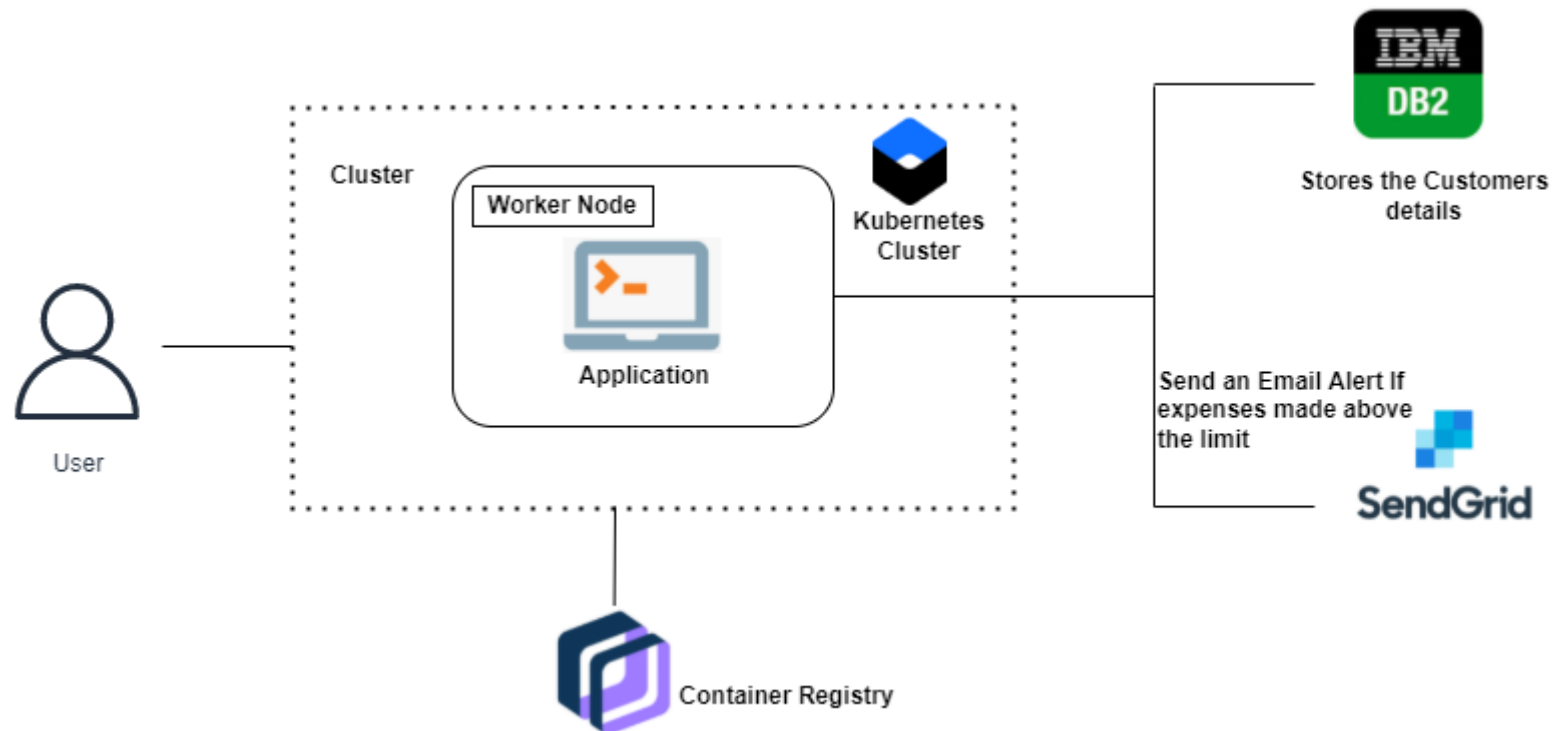 IBM
DB2
Stores the Customers
details
Cluster
Worker Node
Kubernetes
Cluster
Application
User
Send an Email Alert If
expenses made above
the limit
SendGrid
Container Registry